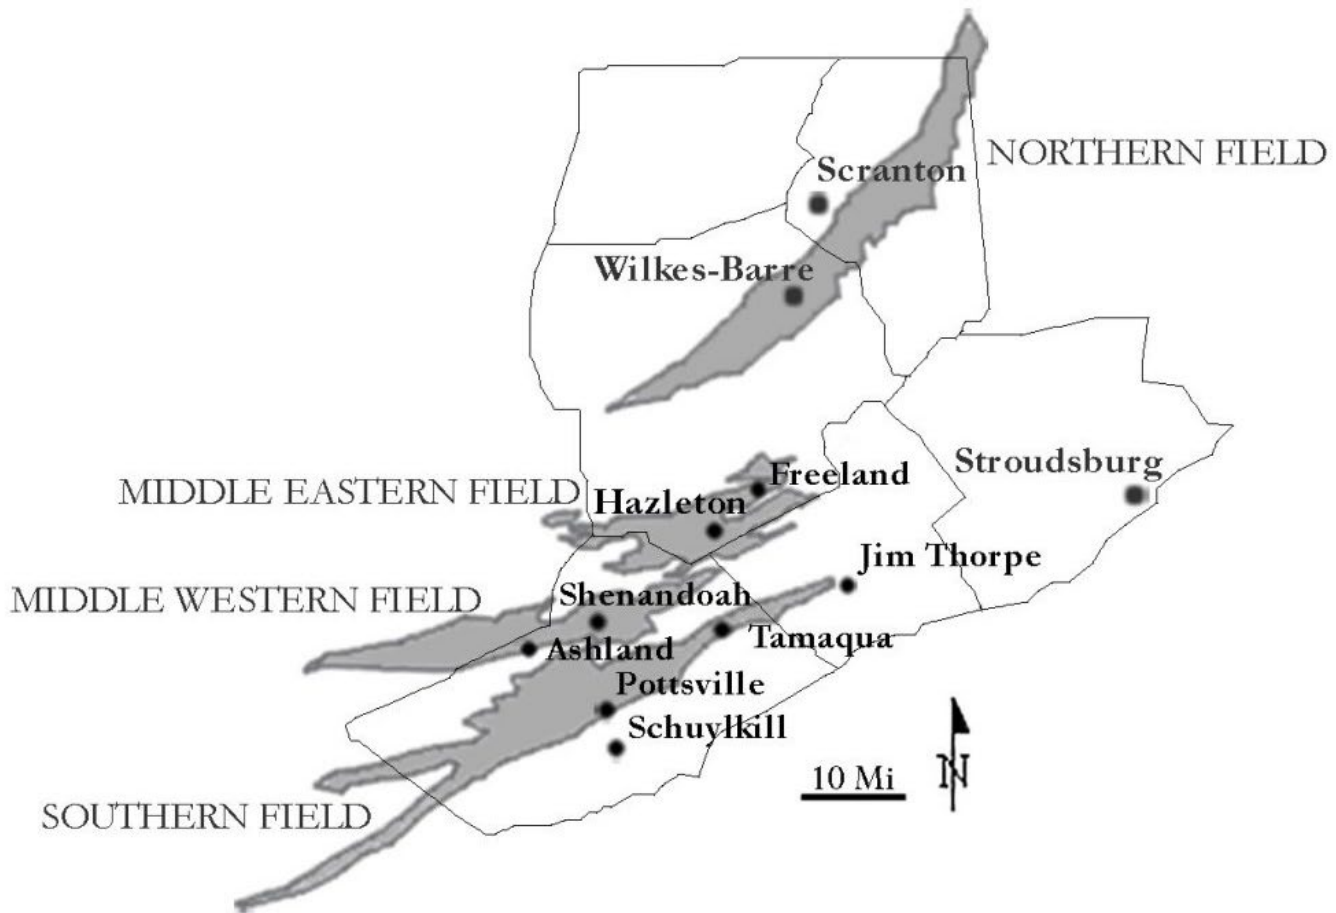 NORTHERN FIELD
Scranton
Wilkes-Barre
Stroudsburg
Freeland
MIDDLE EASTERN FIELD
Hazleton
Jim Thorpe
MIDDLE WESTERN FIELD
Shenandoah
Tamaqua
Ashland
Pottsville
Schuylkill
10 Mi
N
SOUTHERN FIELD